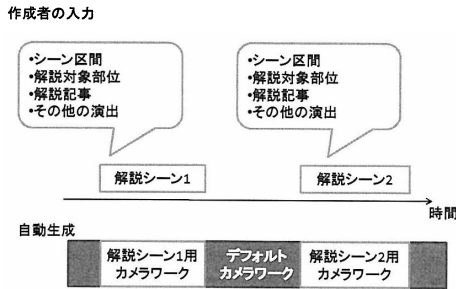 作成者の入力
•シーン区間
•解説対象部位
•解説記事
•その他の演出
•シーン区間
•解説対象部位
•解説記事
•その他の演出
解説シーン1
解説シーン2
時間
自動生成
解説シーン1用
カメラワーク
デフォルト
カメラワーク
解説シーン2用
カメラワーク